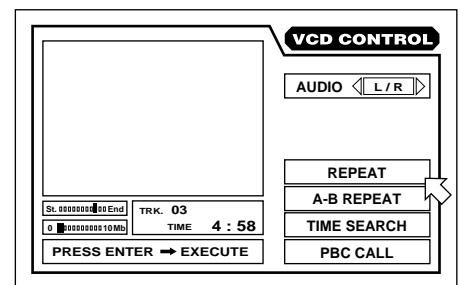 VCD CONTROL
AUDIO L / R
REPEAT
A-B REPEAT
TIME SEARCH
PBC CALL
St. End
0 10Mb
TRK. 03
TIME 4 : 58
PRESS ENTER ➞ EXECUTE